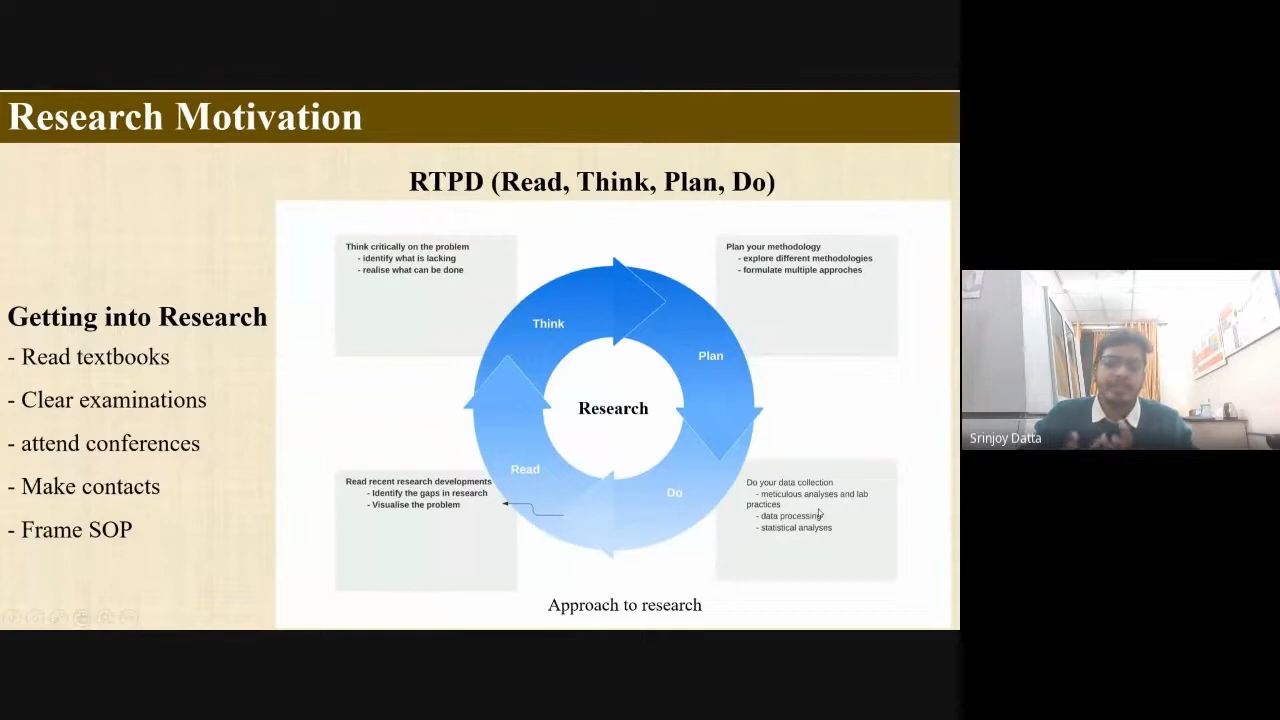 Research Motivation
RTPD (Read, Think, Plan, Do)
Getting into Research
- Read textbooks
- Clear examinations
- attend conferences
- Make contacts
- Frame SOP
Think critically on the problem
- identify what is lacking
- realise what can be done
Plan your methodology
- explore different methodologies
- formulate multiple approches
Think
Plan
Research
Read
Do
Read recent research developments
- Identify the gaps in research
- Visualise the problem
Do your data collection
- meticulous analyses and lab
practices
- data processing
- statistical analyses
Approach to research
Srinjoy Datta